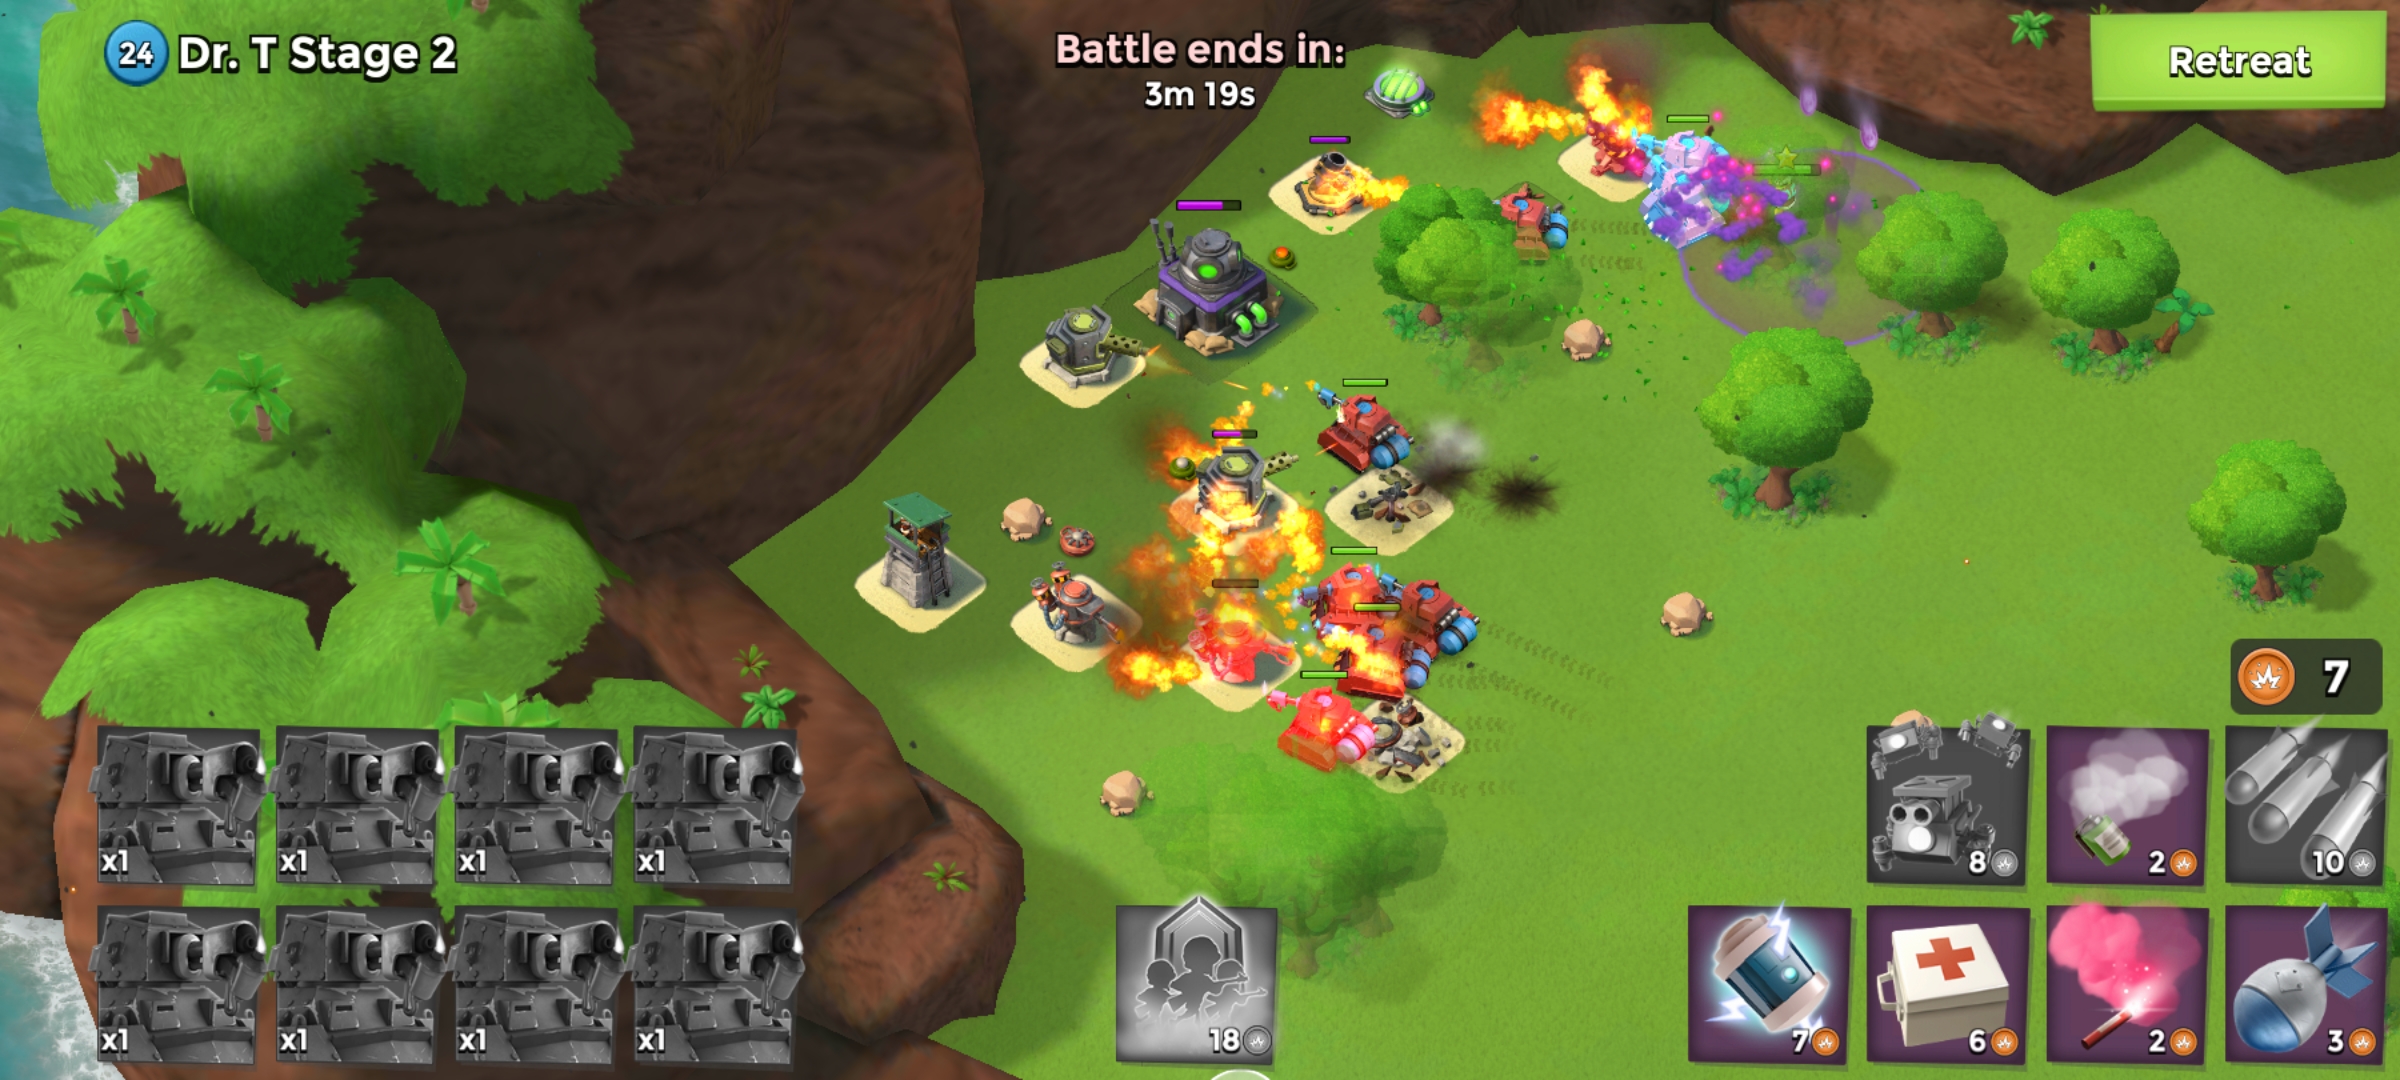 24 Dr. T Stage 2
Battle ends in:
3m 19s
Retreat
7
x1 x1 x1 x1
8 2 10
x1 x1 x1 x1
18 7 6 2 3